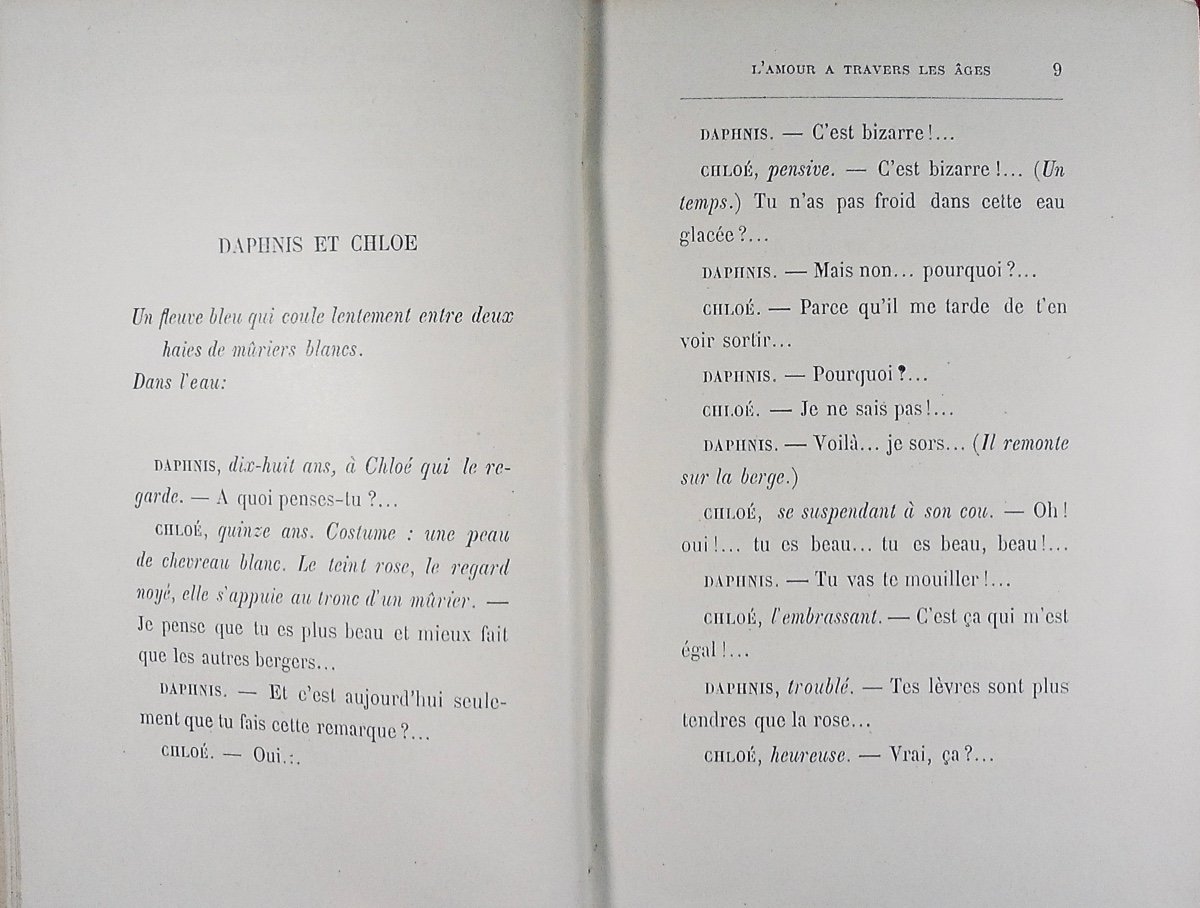 DAPHNIS ET CHLOE
Un fleuve bleu qui coule lentement entre deux
haies de mûriers blancs.
Dans l'eau:
DAPHNIS, dix-huit ans, à Chloé qui le re-
garde. — A quoi penses-tu ?...
CHLOÉ, quinze ans. Costume : une peau
de chevreau blanc. Le teint rose, le regard
noyé, elle s'appuie au tronc d'un mûrier. —
Je pense que tu es plus beau et mieux fait
que les autres bergers...
DAPHNIS. — Et c'est aujourd'hui seule-
ment que tu fais cette remarque ?...
CHLOÉ. — Oui...
L'AMOUR A TRAVERS LES ÂGES 9
DAPHNIS. — C'est bizarre !...
CHLOÉ, pensive. — C'est bizarre !... (Un
temps.) Tu n'as pas froid dans cette eau
glacée ?...
DAPHNIS. — Mais non... pourquoi ?...
CHLOÉ. — Parce qu'il me tarde de t'en
voir sortir...
DAPHNIS. — Pourquoi ?...
CHLOÉ. — Je ne sais pas !...
DAPHNIS. — Voilà... je sors... (Il remonte
sur la berge.)
CHLOÉ, se suspendant à son cou. — Oh !
oui !... tu es beau... tu es beau, beau !...
DAPHNIS. — Tu vas te mouiller !...
CHLOÉ, l'embrassant. — C'est ça qui m'est
égal !...
DAPHNIS, troublé. — Tes lèvres sont plus
tendres que la rose...
CHLOÉ, heureuse. — Vrai, ça ?...